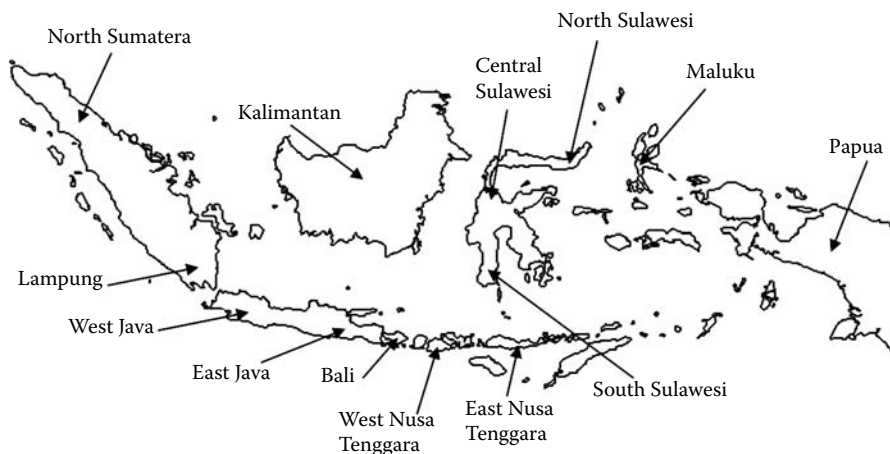 North Sumatera
North Sulawesi
Central
Sulawesi
Maluku
Kalimantan
Papua
Lampung
West Java
East Java
Bali
West Nusa
Tenggara
East Nusa
Tenggara
South Sulawesi